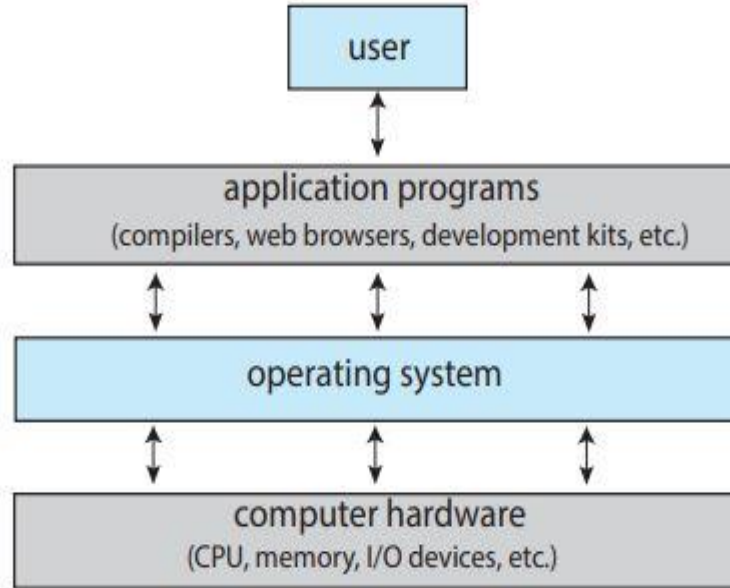 user
application programs
(compilers, web browsers, development kits, etc.)
operating system
computer hardware
(CPU, memory, I/O devices, etc.)